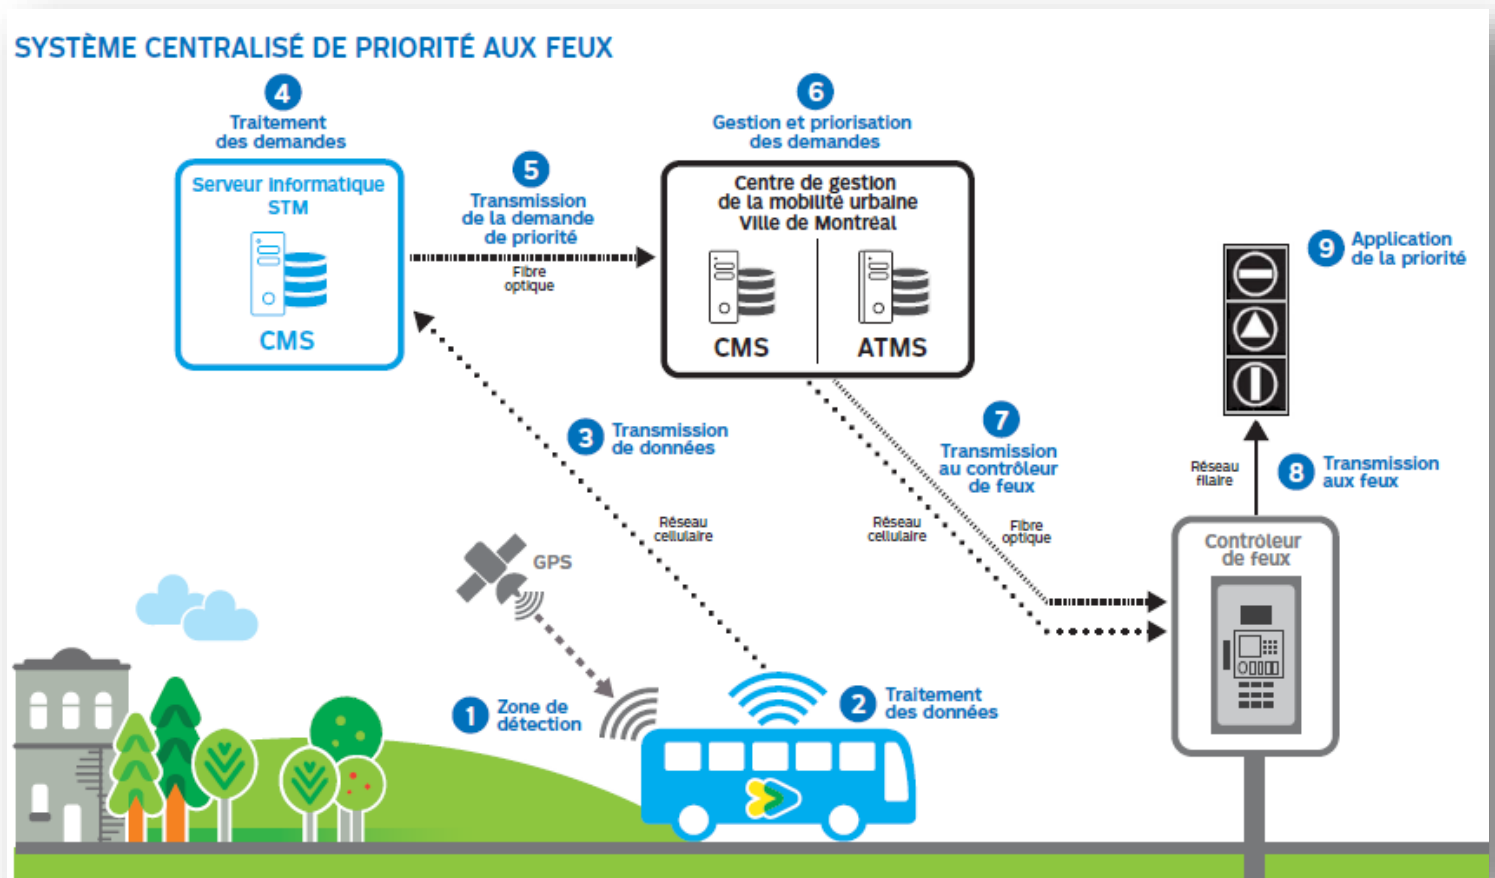 SYSTÈME CENTRALISÉ DE PRIORITÉ AUX FEUX
4
Traitement
des demandes
Serveur informatique
STM
CMS
5
Transmission
de la demande
de priorité
Fibre
optique
6
Gestion et priorisation
des demandes
Centre de gestion
de la mobilité urbaine
Ville de Montréal
CMS
ATMS
9
Application
de la priorité
3
Transmission
de données
Réseau
cellulaire
7
Transmission
au contrôleur
de feux
Réseau
cellulaire
Fibre
optique
Réseau
filaire
8
Transmission
aux feux
Contrôleur
de feux
GPS
1
Zone de
détection
2
Traitement
des données